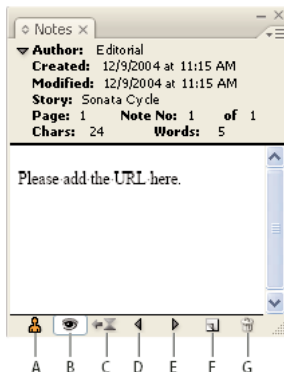 Notes
Author: Editorial
Created: 12/9/2004 at 11:15 AM
Modified: 12/9/2004 at 11:15 AM
Story: Sonata Cycle
Page: 1 Note No: 1 of 1
Chars: 24 Words: 5
Please add the URL here.
A B C D E F G